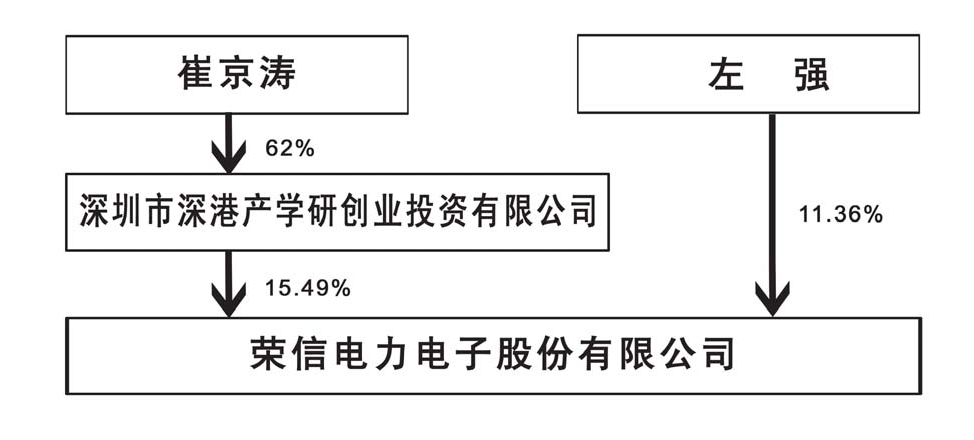 崔京涛
左 强
62%
深圳市深港产学研创业投资有限公司
11.36%
15.49%
荣信电力电子股份有限公司